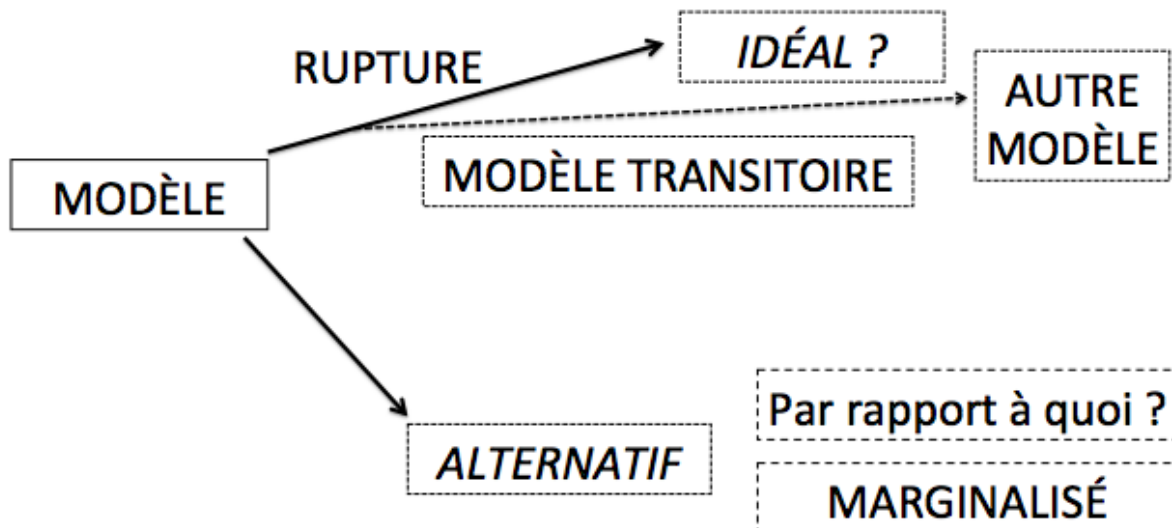 IDÉAL ?
RUPTURE
AUTRE
MODÈLE
MODÈLE TRANSITOIRE
MODÈLE
Par rapport à quoi ?
ALTERNATIF
MARGINALISÉ